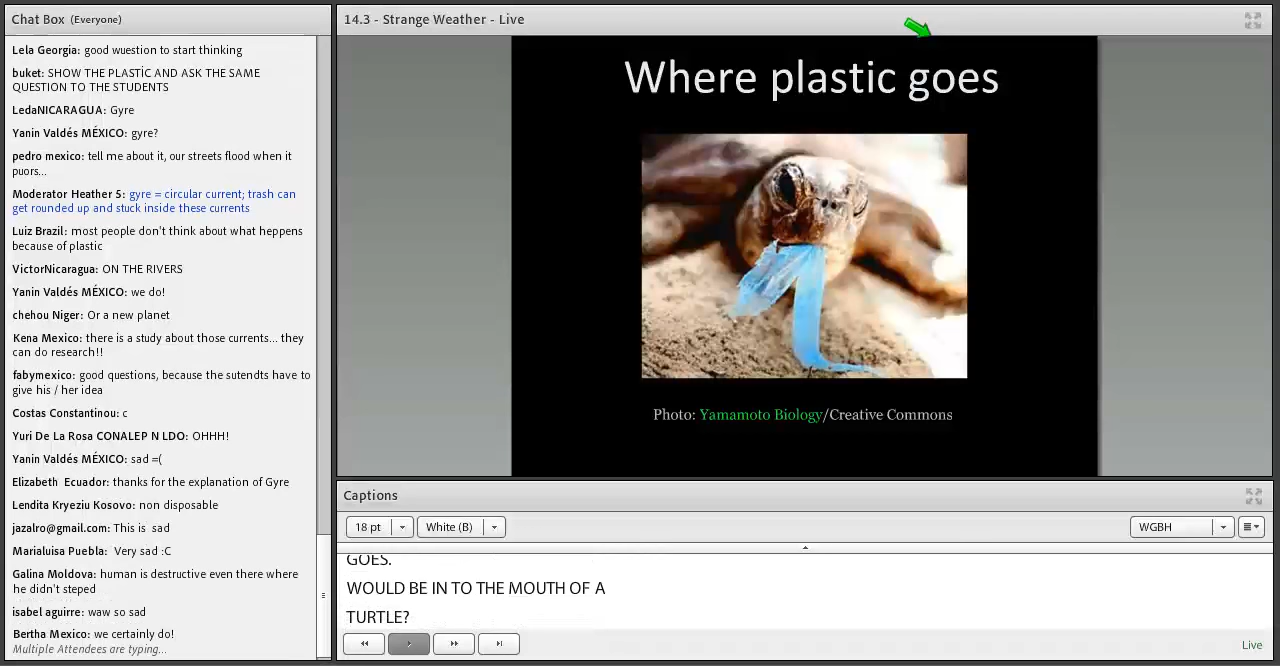 Chat Box (Everyone)
Lela Georgia: good wuestion to start thinking
buket: SHOW THE PLASTİC AND ASK THE SAME
QUESTION TO THE STUDENTS
LedaNICARAGUA: Gyre
Yanin Valdés MÉXICO: gyre?
pedro mexico: tell me about it, our streets flood when it
puors...
Moderator Heather 5: gyre = circular current; trash can
get rounded up and stuck inside these currents
Luiz Brazil: most people don't think about what heppens
because of plastic
VictorNicaragua: ON THE RIVERS
Yanin Valdés MÉXICO: we do!
chehou Niger: Or a new planet
Kena Mexico: there is a study about those currents... they
can do research!!
fabymexico: good questions, because the sutendts have to
give his / her idea
Costas Constantinou: c
Yuri De La Rosa CONALEP N LDO: OHHH!
Yanin Valdés MÉXICO: sad =(
Elizabeth Ecuador: thanks for the explanation of Gyre
Lendita Kryeziu Kosovo: non disposable
jazalro@gmail.com: This is sad
Marialuisa Puebla: Very sad :C
Galina Moldova: human is destructive even there where
he didn't steped
isabel aguirre: waw so sad
Bertha Mexico: we certainly do!
Multiple Attendees are typing...
14.3 - Strange Weather - Live
Where plastic goes
Photo: Yamamoto Biology/Creative Commons
Captions
18 pt
White (B)
WGBH
GOES.
WOULD BE IN TO THE MOUTH OF A
TURTLE?
Live